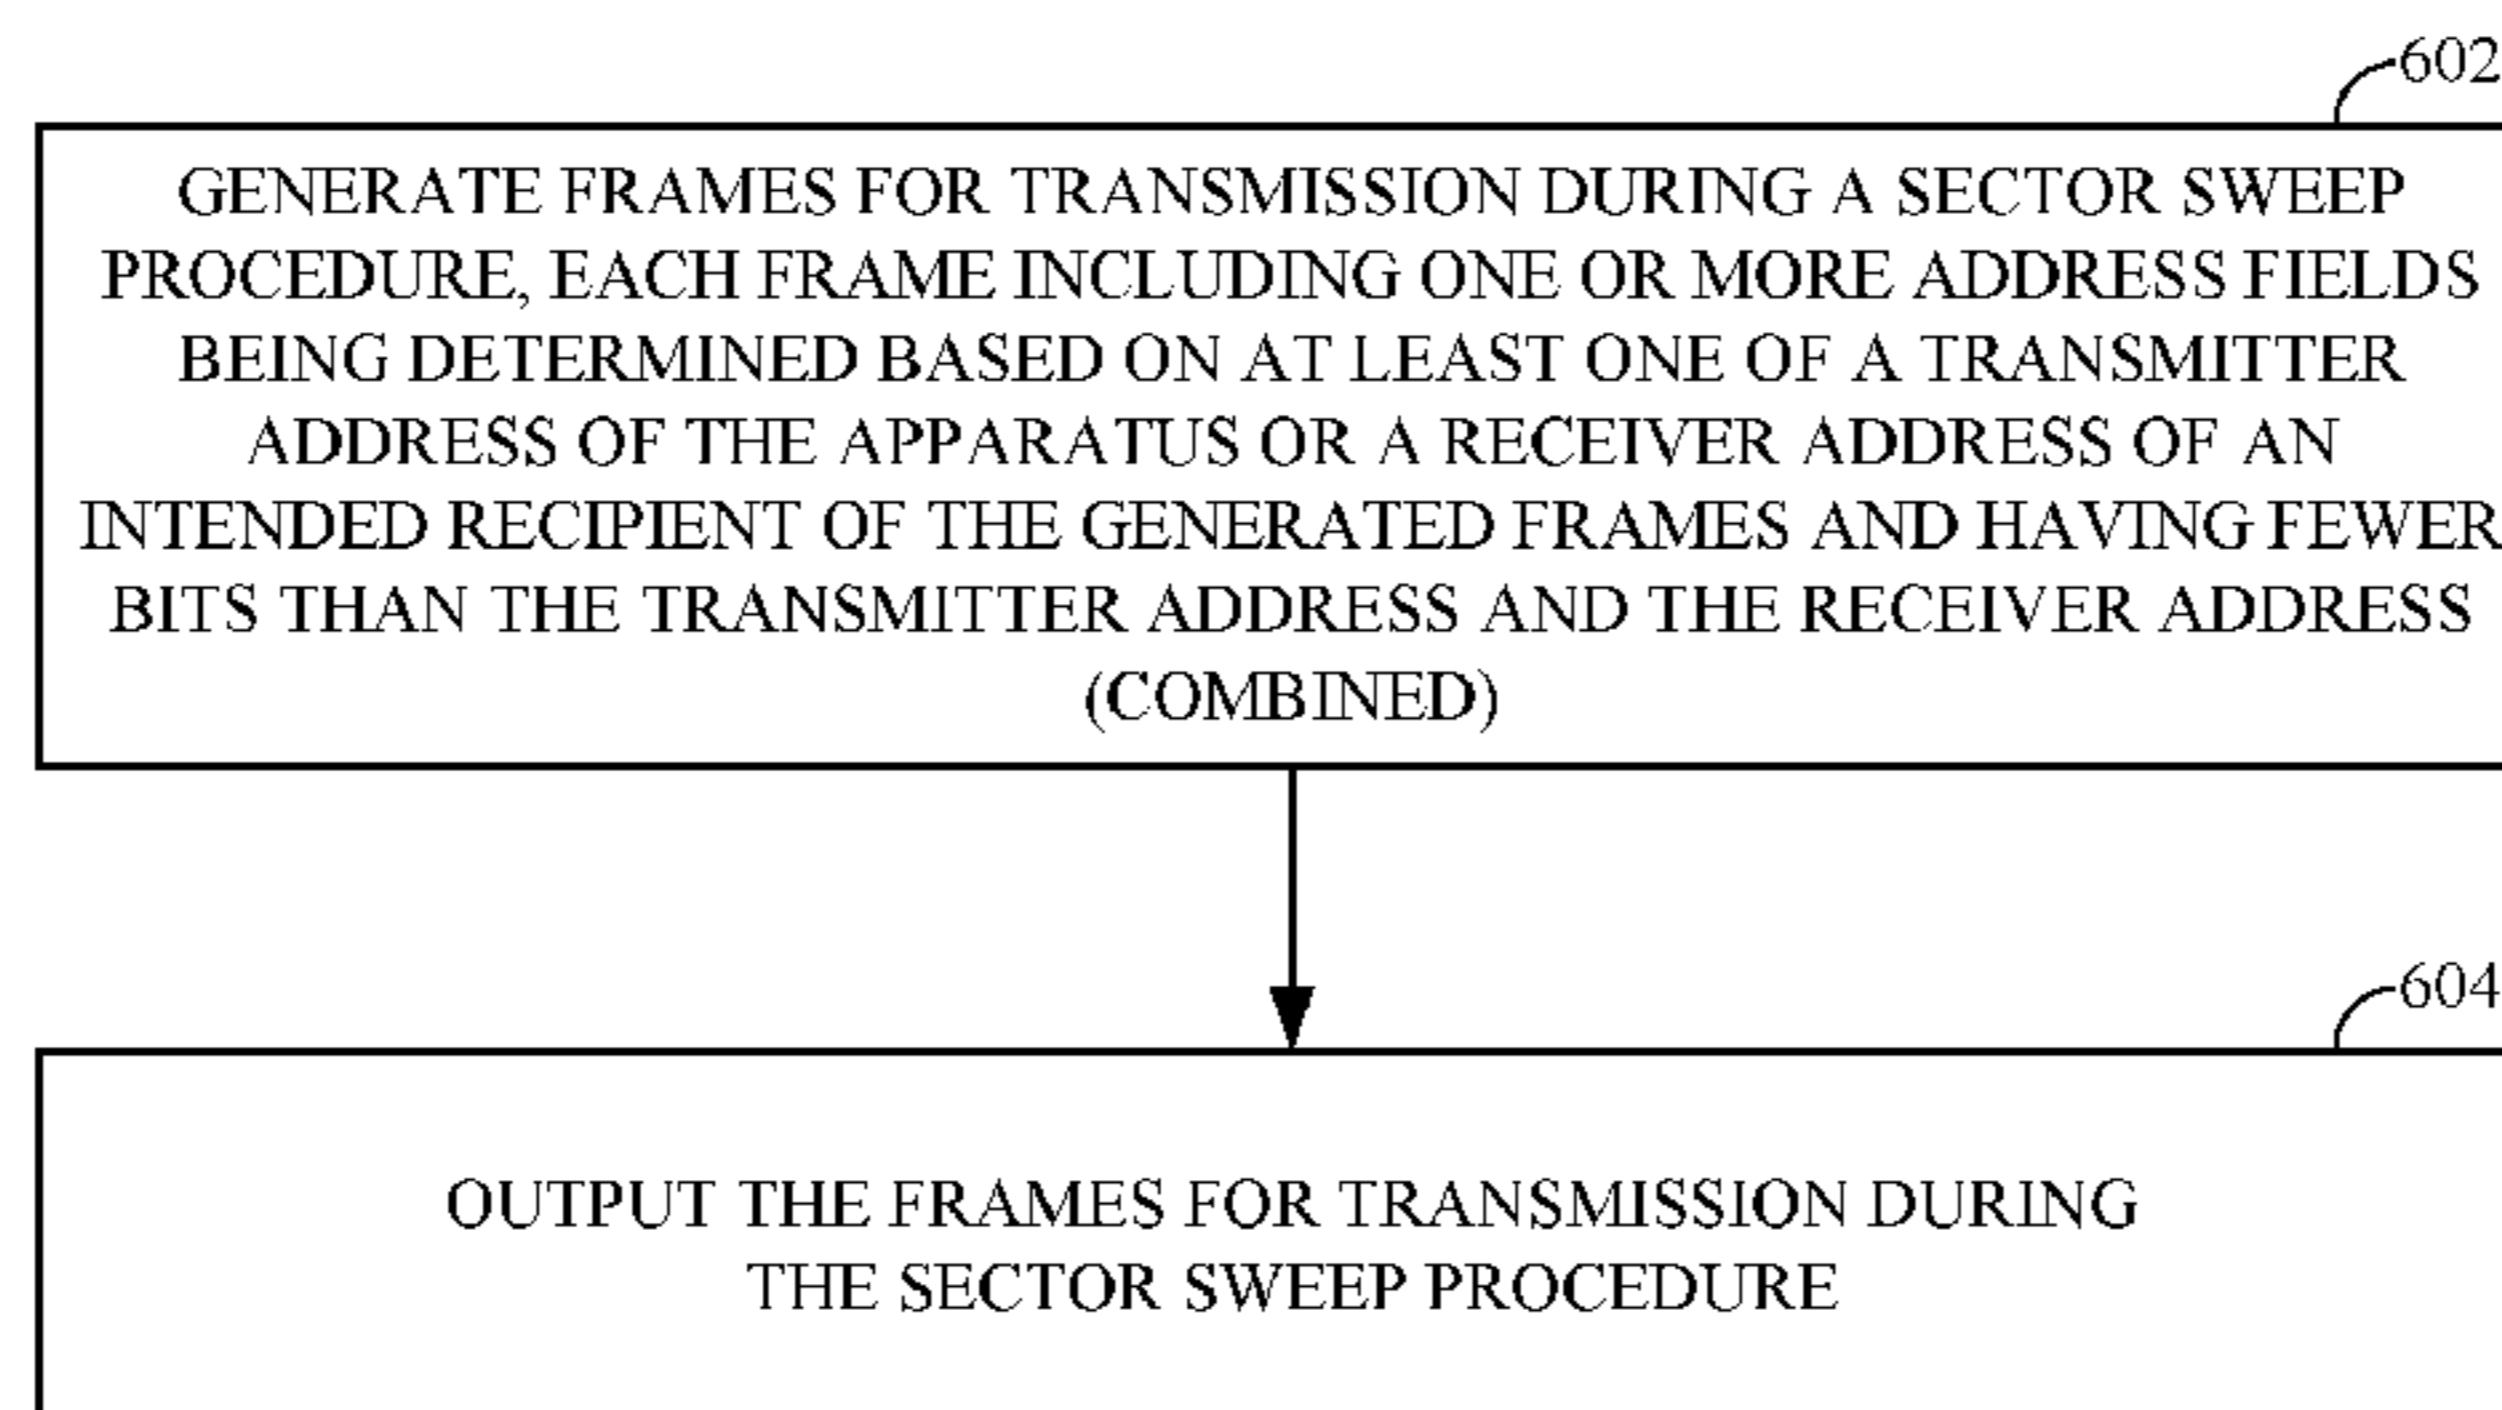 602
GENERATE FRAMES FOR TRANSMISSION DURING A SECTOR SWEEP
PROCEDURE, EACH FRAME INCLUDING ONE OR MORE ADDRESS FIELDS
BEING DETERMINED BASED ON AT LEAST ONE OF A TRANSMITTER
ADDRESS OF THE APPARATUS OR A RECEIVER ADDRESS OF AN
INTENDED RECIPIENT OF THE GENERATED FRAMES AND HAVING FEWER
BITS THAN THE TRANSMITTER ADDRESS AND THE RECEIVER ADDRESS
(COMBINED)
604
OUTPUT THE FRAMES FOR TRANSMISSION DURING
THE SECTOR SWEEP PROCEDURE